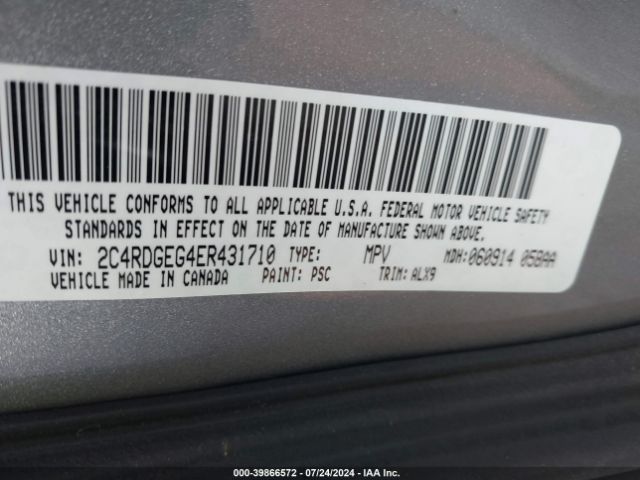 THIS VEHICLE CONFORMS TO ALL APPLICABLE U.S.A. FEDERAL MOTOR VEHICLE SAFETY
STANDARDS IN EFFECT ON THE DATE OF MANUFACTURE SHOWN ABOVE.
VIN: 2C4RDGEG4ER431710 TYPE: MPV MDH:060914 058AA
VEHICLE MADE IN CANADA PAINT: PSC TRIM: ALX9
000-39866572 - 07/24/2024 - IAA Inc.